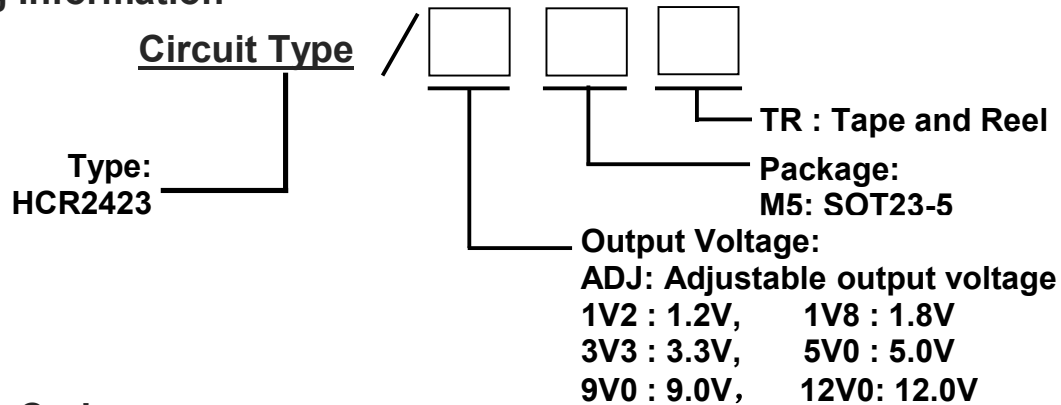 Information
Circuit Type /
TR : Tape and Reel
Type:
HCR2423
Package:
M5: SOT23-5
Output Voltage:
ADJ: Adjustable output voltage
1V2 : 1.2V, 1V8 : 1.8V
3V3 : 3.3V, 5V0 : 5.0V
9V0 : 9.0V， 12V0: 12.0V